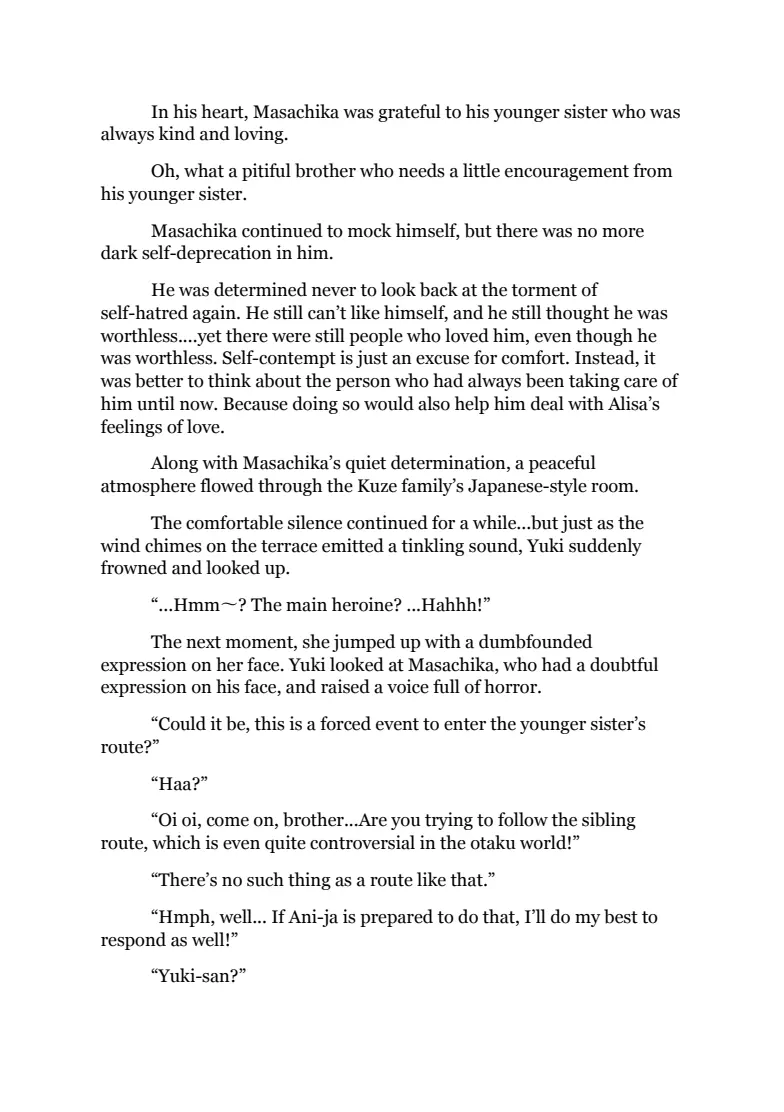 In his heart, Masachika was grateful to his younger sister who was
always kind and loving.
Oh, what a pitiful brother who needs a little encouragement from
his younger sister.
Masachika continued to mock himself, but there was no more
dark self-deprecation in him.
He was determined never to look back at the torment of
self-hatred again. He still can’t like himself, and he still thought he was
worthless....yet there were still people who loved him, even though he
was worthless. Self-contempt is just an excuse for comfort. Instead, it
was better to think about the person who had always been taking care of
him until now. Because doing so would also help him deal with Alisa’s
feelings of love.
Along with Masachika’s quiet determination, a peaceful
atmosphere flowed through the Kuze family’s Japanese-style room.
The comfortable silence continued for a while...but just as the
wind chimes on the terrace emitted a tinkling sound, Yuki suddenly
frowned and looked up.
“...Hmm～? The main heroine? ...Hahhh!”
The next moment, she jumped up with a dumbfounded
expression on her face. Yuki looked at Masachika, who had a doubtful
expression on his face, and raised a voice full of horror.
“Could it be, this is a forced event to enter the younger sister’s
route?”
“Haa?”
“Oi oi, come on, brother...Are you trying to follow the sibling
route, which is even quite controversial in the otaku world!”
“There’s no such thing as a route like that.”
“Hmph, well... If Ani-ja is prepared to do that, I’ll do my best to
respond as well!”
“Yuki-san?”